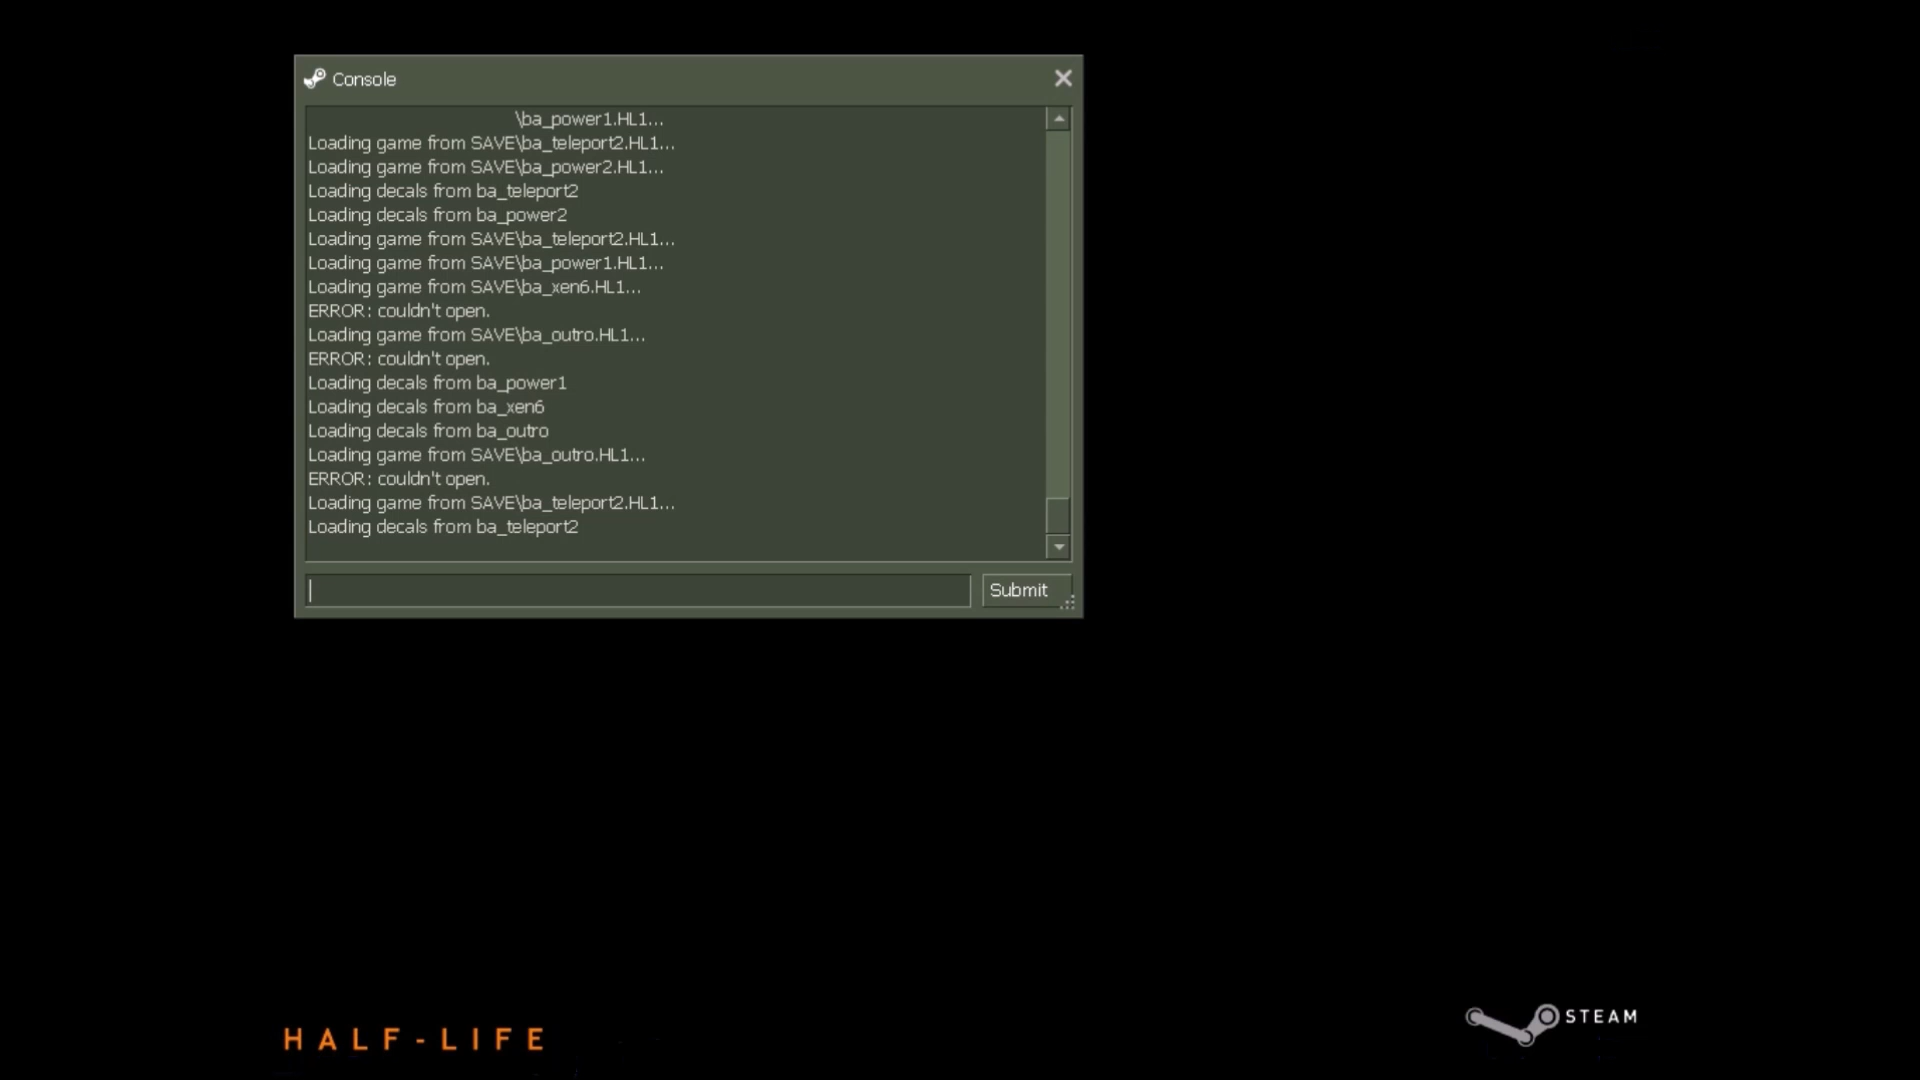 Console
\ba_power1.HL1...
Loading game from SAVE\ba_teleport2.HL1...
Loading game from SAVE\ba_power2.HL1...
Loading decals from ba_teleport2
Loading decals from ba_power2
Loading game from SAVE\ba_teleport2.HL1...
Loading game from SAVE\ba_power1.HL1...
Loading game from SAVE\ba_xen6.HL1...
ERROR: couldn't open.
Loading game from SAVE\ba_outro.HL1...
ERROR: couldn't open.
Loading decals from ba_power1
Loading decals from ba_xen6
Loading decals from ba_outro
Loading game from SAVE\ba_outro.HL1...
ERROR: couldn't open.
Loading game from SAVE\ba_teleport2.HL1...
Loading decals from ba_teleport2
Submit
STEAM
HALF-LIFE